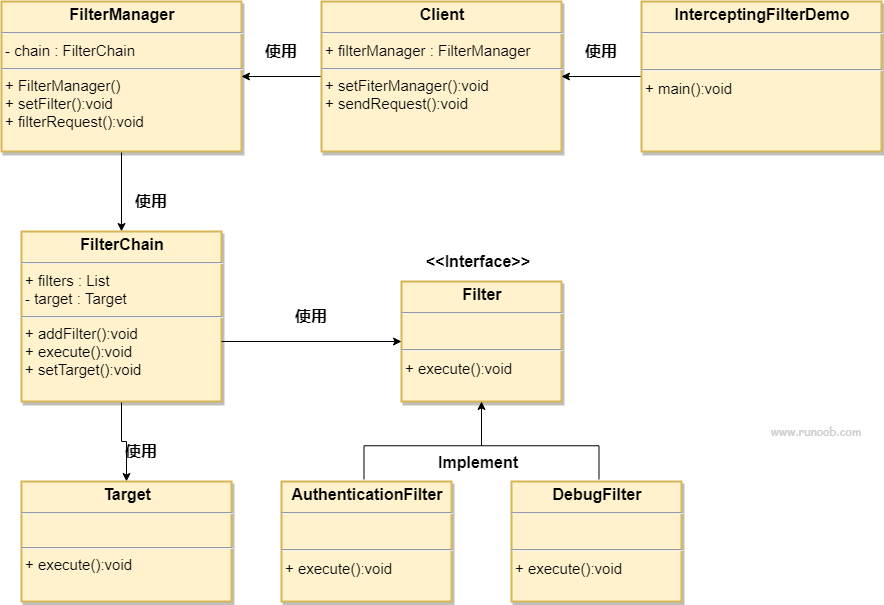 FilterManager
- chain : FilterChain
+ FilterManager()
+ setFilter():void
+ filterRequest():void
使用
Client
+ filterManager : FilterManager
+ setFiterManager():void
+ sendRequest():void
使用
InterceptingFilterDemo
+ main():void
使用
FilterChain
+ filters : List
- target : Target
+ addFilter():void
+ execute():void
+ setTarget():void
使用
<<Interface>>
Filter
+ execute():void
www.runoob.com
使用
Implement
Target
+ execute():void
AuthenticationFilter
+ execute():void
DebugFilter
+ execute():void